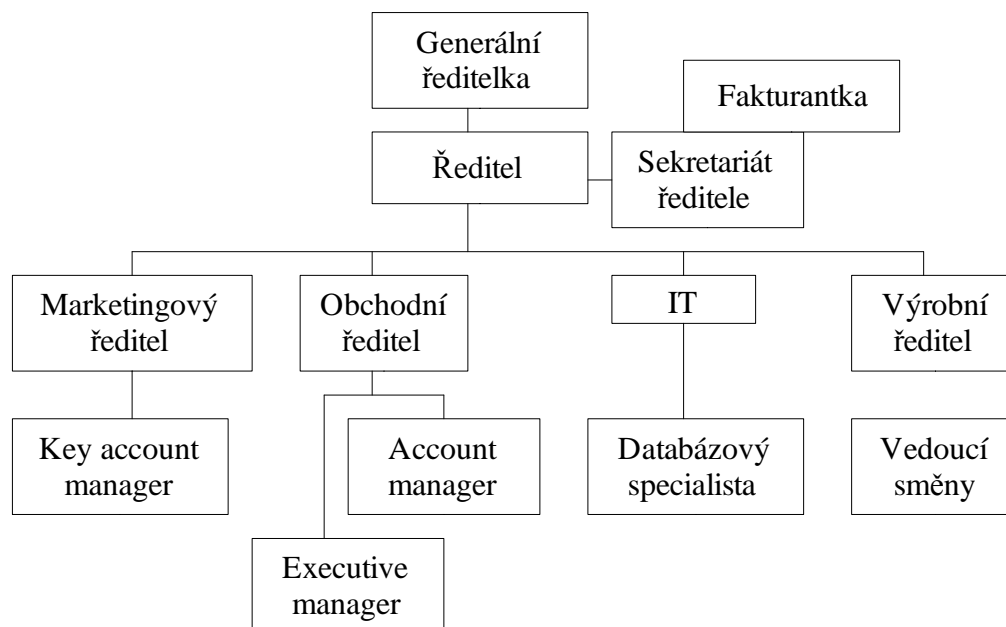 Generální
ředitelka
Fakturantka
Ředitel
Sekretariát
ředitele
Marketingový
ředitel
Obchodní
ředitel
IT
Výrobní
ředitel
Key account
manager
Account
manager
Databázový
specialista
Vedoucí
směny
Executive
manager